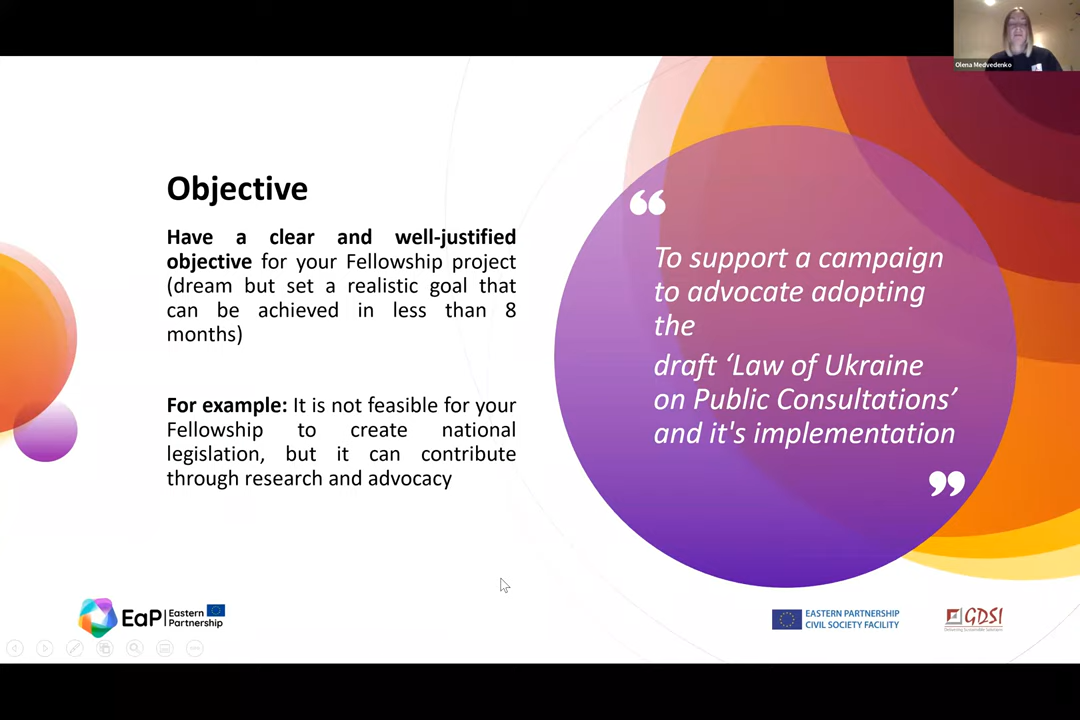 Olena Medvedenko
Objective
Have a clear and well-justified
objective for your Fellowship project
(dream but set a realistic goal that
can be achieved in less than 8
months)
For example: It is not feasible for your
Fellowship to create national
legislation, but it can contribute
through research and advocacy
“
To support a campaign
to advocate adopting
the
draft ‘Law of Ukraine
on Public Consultations’
and it's implementation
”
EaP
Eastern
Partnership
EASTERN PARTNERSHIP
CIVIL SOCIETY FACILITY
GDSI
Delivering Sustainable Solutions